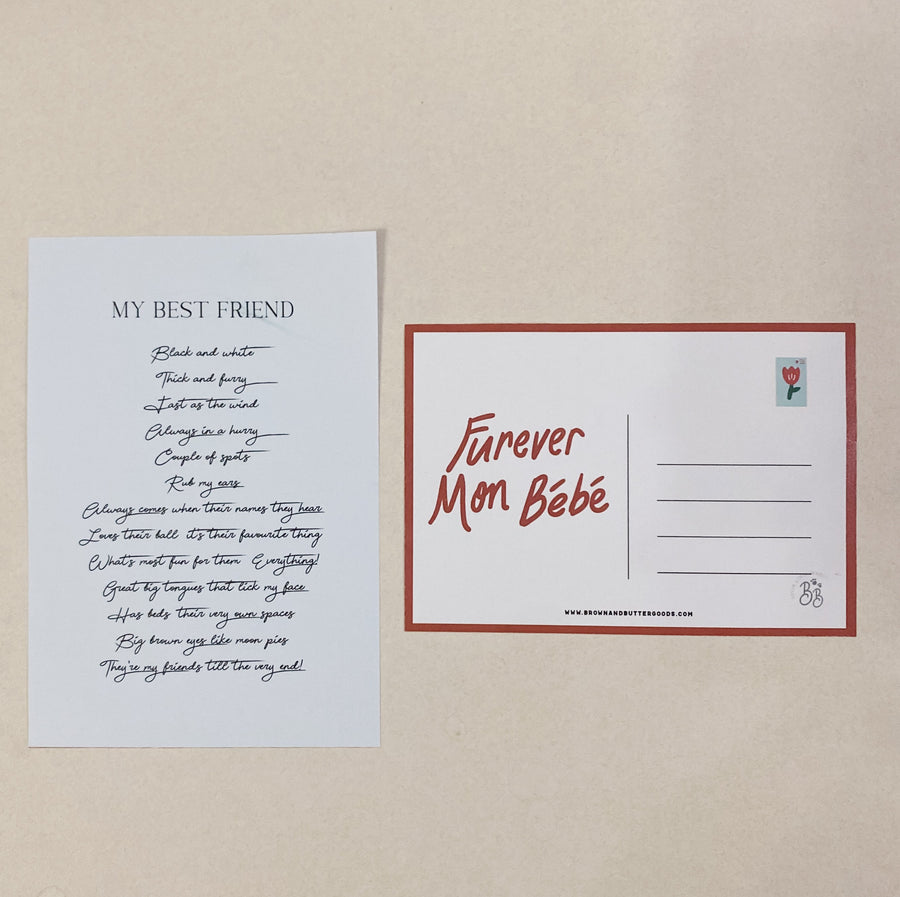 MY BEST FRIEND
Black and white
Thick and furry
Fast as the wind
Always in a hurry
Couple of spots
Rub my ears
Always comes when their names they hear
Loves their ball it's their favourite thing
What's most fun for them Everything!
Great big tongues that lick my face
Has beds their very own spaces
Big brown eyes like moon pies
They're my friends till the very end!
Furever
Mon Bébé
WWW.BROWNANDBUTTERGOODS.COM
BB